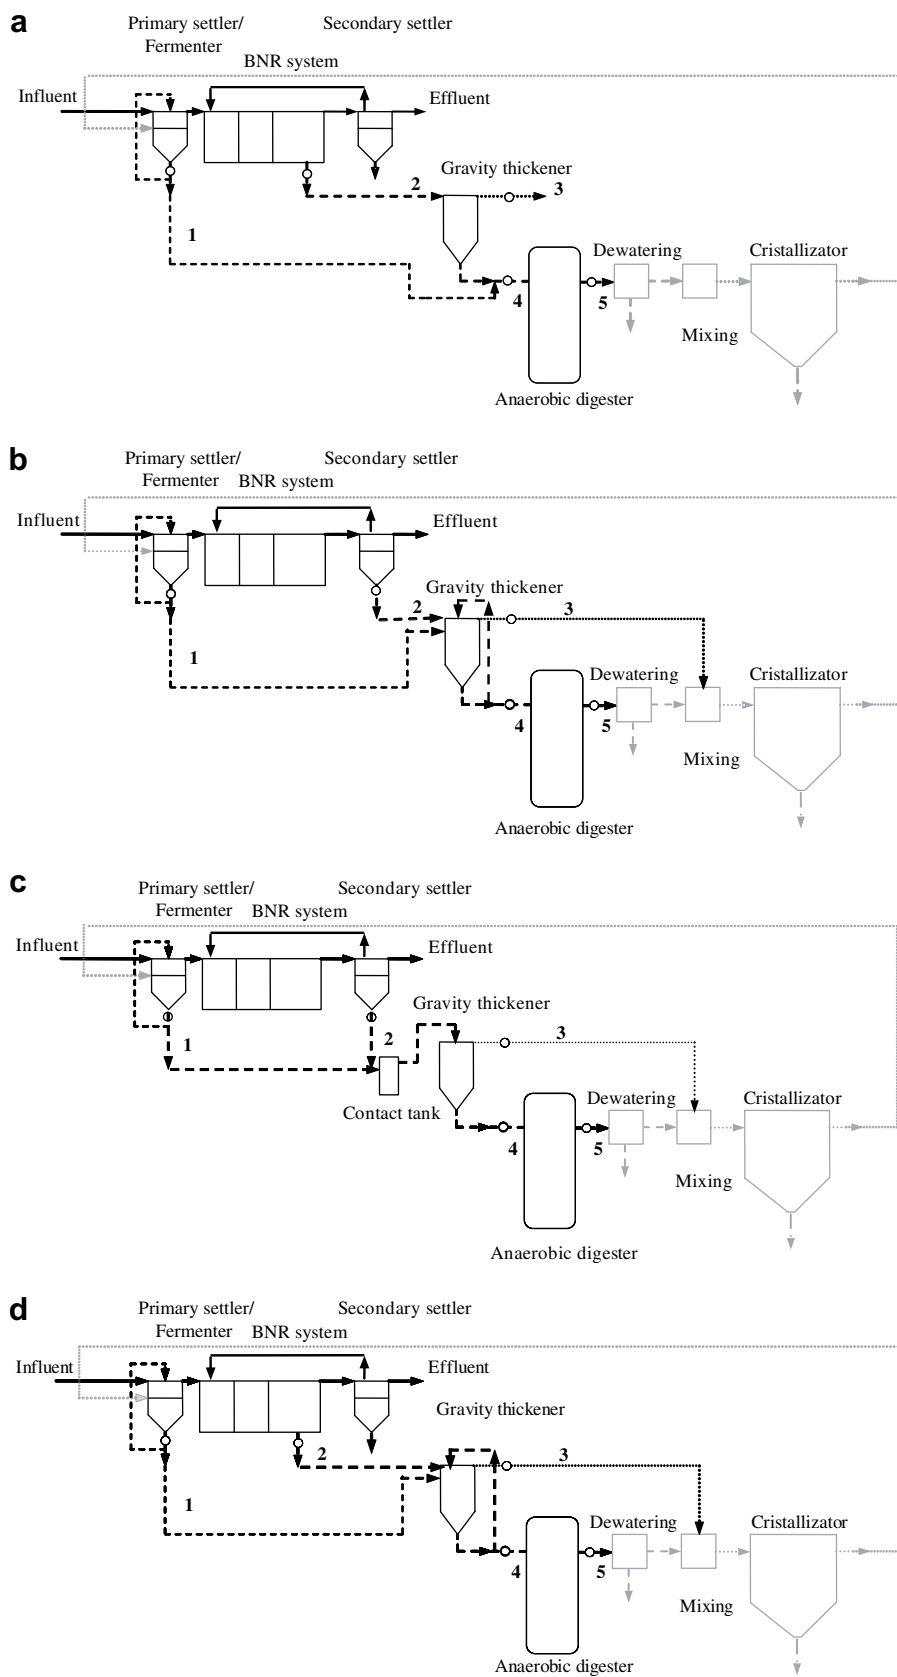 a
Primary settler/
Fermenter
Secondary settler
BNR system
Influent
Effluent
Gravity thickener
2
3
1
Dewatering
Cristallizator
4
5
Mixing
Anaerobic digester
b
Primary settler/
Fermenter
Secondary settler
BNR system
Influent
Effluent
Gravity thickener
2
3
1
Dewatering
Cristallizator
4
5
Mixing
Anaerobic digester
c
Primary settler/
Fermenter
Secondary settler
BNR system
Influent
Effluent
Gravity thickener
1
2
3
Contact tank
Dewatering
Cristallizator
4
5
Mixing
Anaerobic digester
d
Primary settler/
Fermenter
Secondary settler
BNR system
Influent
Effluent
Gravity thickener
2
3
1
Dewatering
Cristallizator
4
5
Mixing
Anaerobic digester